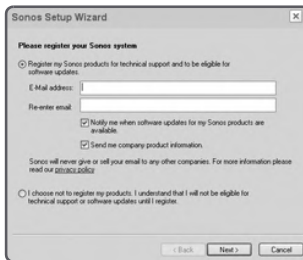 Sonos Setup Wizard
Please register your Sonos system
Register my Sonos products for technical support and to be eligible for
software updates.
E-Mail address:
Re-enter email:
Notify me when software updates for my Sonos products are
available.
Send me company product information.
Sonos will never give or sell your email to any other companies. For more information please
read our privacy policy
I choose not to register my products. I understand that I will not be eligible for
technical support or software updates until I register.
< Back
Next >
Cancel